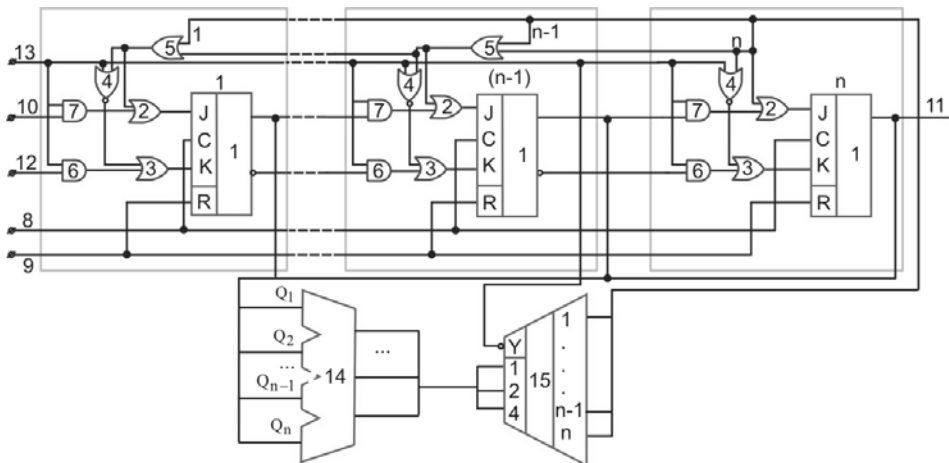 1 n-1 n
13 5 5
4 1 4 (n-1) 4 n
10 7 2 J 7 2 J 7 2 J 11
C C C
1 1 1
12 6 3 K 6 3 K 6 3 K
R R R
8
9
Q1
Q2
...
Qn−1
Qn
14
...
Y
1
2
4
15
1
.
.
.
n-1
n